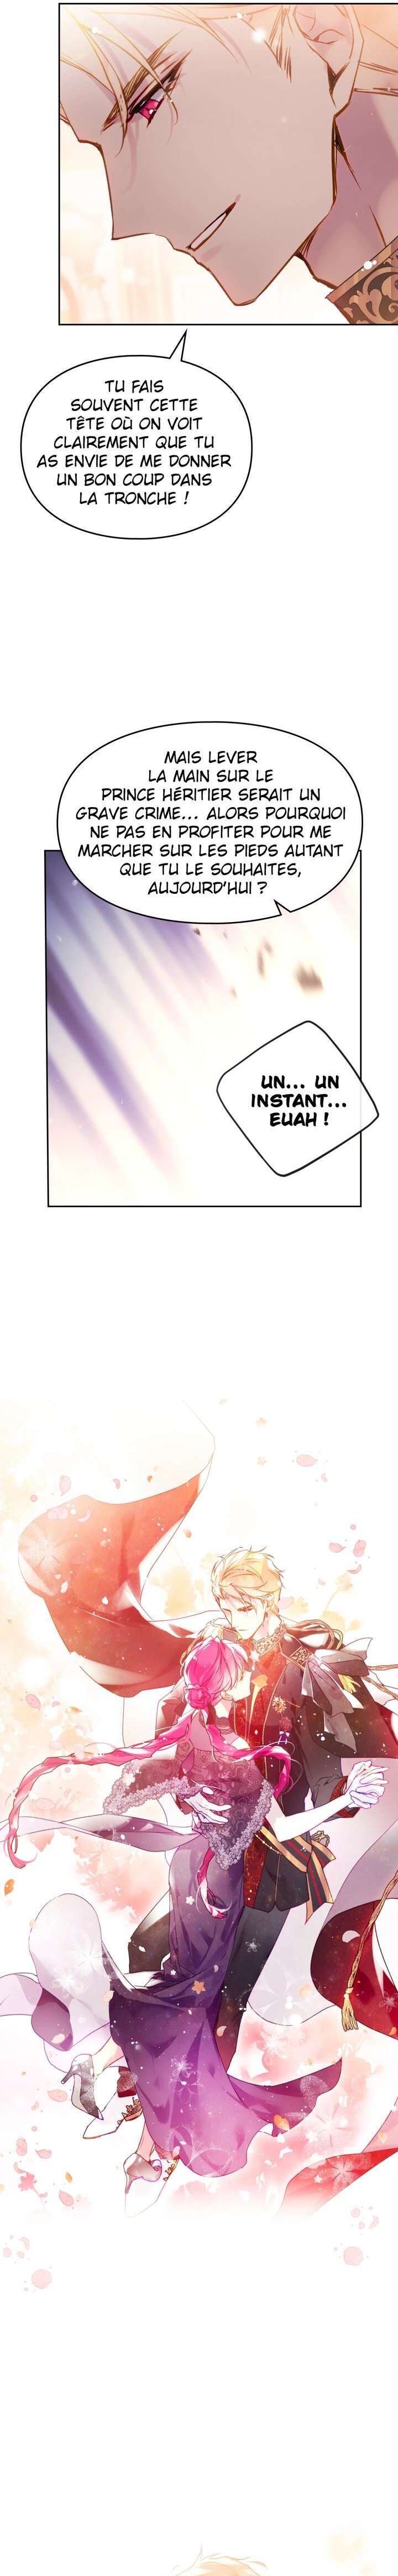 TU FAIS
SOUVENT CETTE
TÊTE OÙ ON VOIT
CLAIREMENT QUE TU
AS ENVIE DE ME DONNER
UN BON COUP DANS
LA TRONCHE !
MAIS LEVER
LA MAIN SUR LE
PRINCE HÉRITIER SERAIT UN
GRAVE CRIME... ALORS POURQUOI
NE PAS EN PROFITER POUR ME
MARCHER SUR LES PIEDS AUTANT
QUE TU LE SOUHAITES,
AUJOURD'HUI ?
UN... UN
INSTANT...
EUAH !